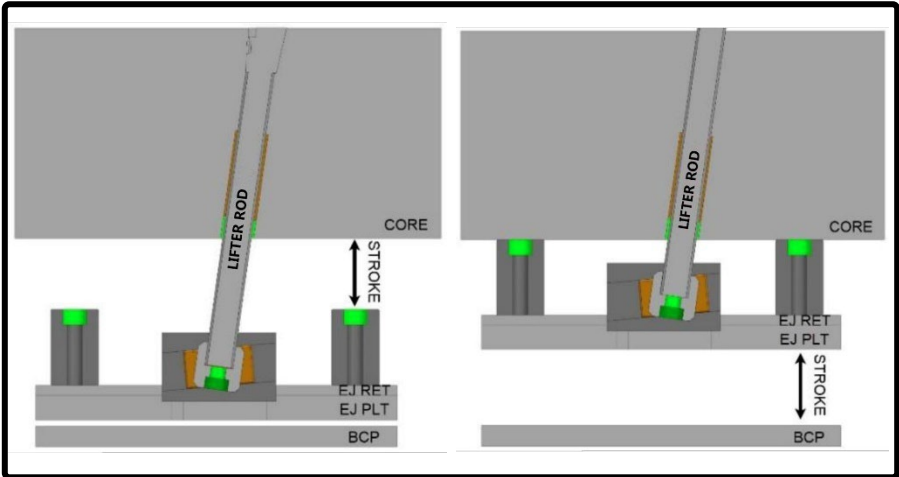 LIFTER ROD
CORE
STROKE
EJ RET
EJ PLT
BCP
LIFTER ROD
CORE
EJ RET
EJ PLT
STROKE
BCP